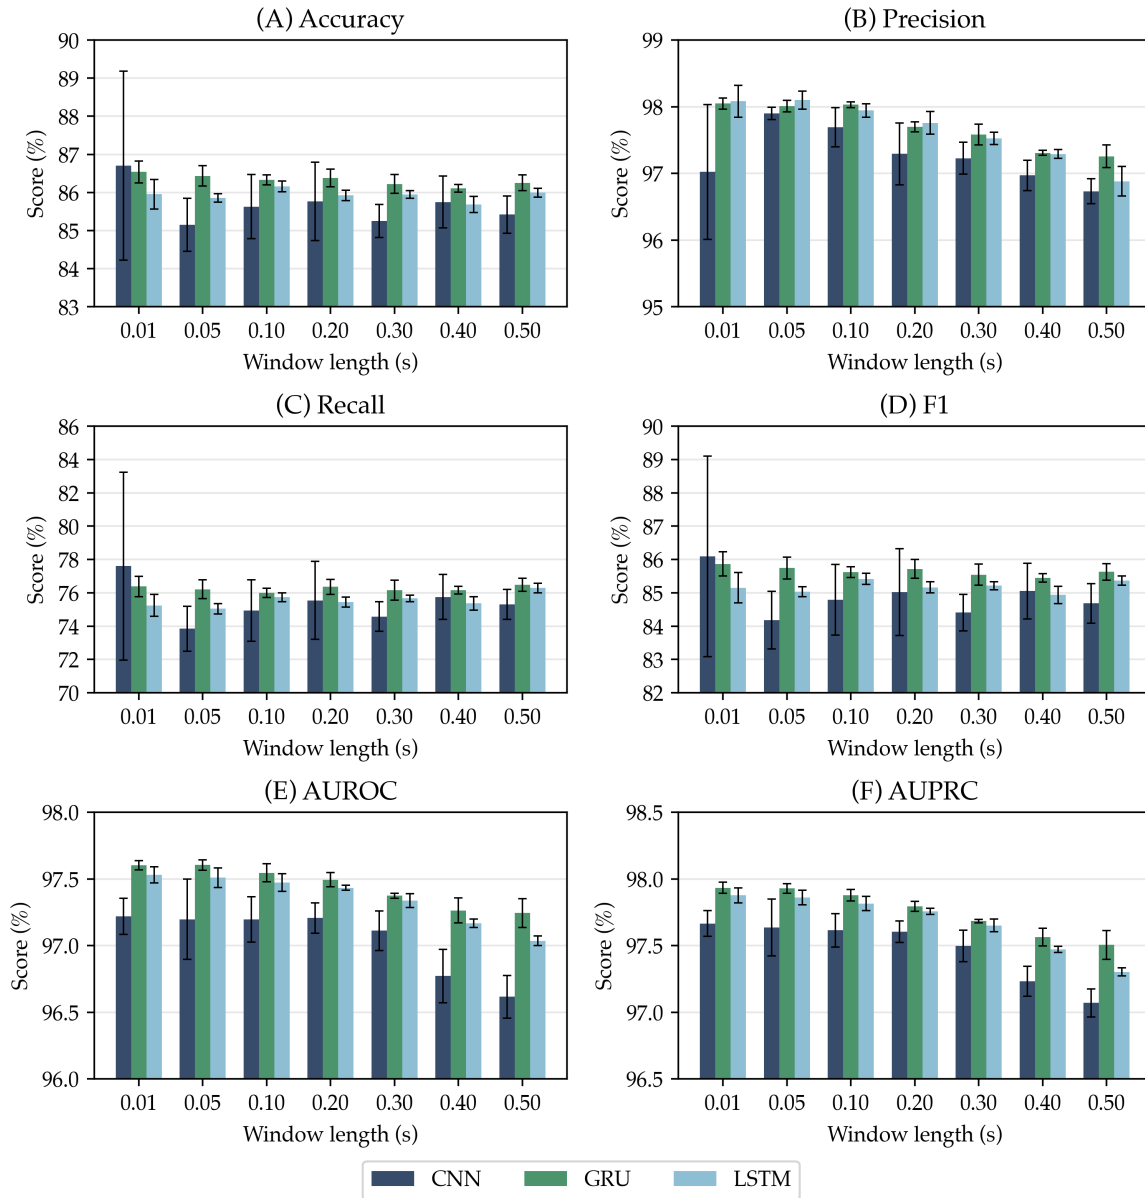 (A) Accuracy
90
89
88
87
86
85
84
83
Score (%)
0.01 0.05 0.10 0.20 0.30 0.40 0.50
Window length (s)
(B) Precision
99
98
97
96
95
Score (%)
0.01 0.05 0.10 0.20 0.30 0.40 0.50
Window length (s)
(C) Recall
86
84
82
80
78
76
74
72
70
Score (%)
0.01 0.05 0.10 0.20 0.30 0.40 0.50
Window length (s)
(D) F1
90
89
88
87
86
85
84
83
82
Score (%)
0.01 0.05 0.10 0.20 0.30 0.40 0.50
Window length (s)
(E) AUROC
98.0
97.5
97.0
96.5
96.0
Score (%)
0.01 0.05 0.10 0.20 0.30 0.40 0.50
Window length (s)
(F) AUPRC
98.5
98.0
97.5
97.0
96.5
Score (%)
0.01 0.05 0.10 0.20 0.30 0.40 0.50
Window length (s)
CNN GRU LSTM